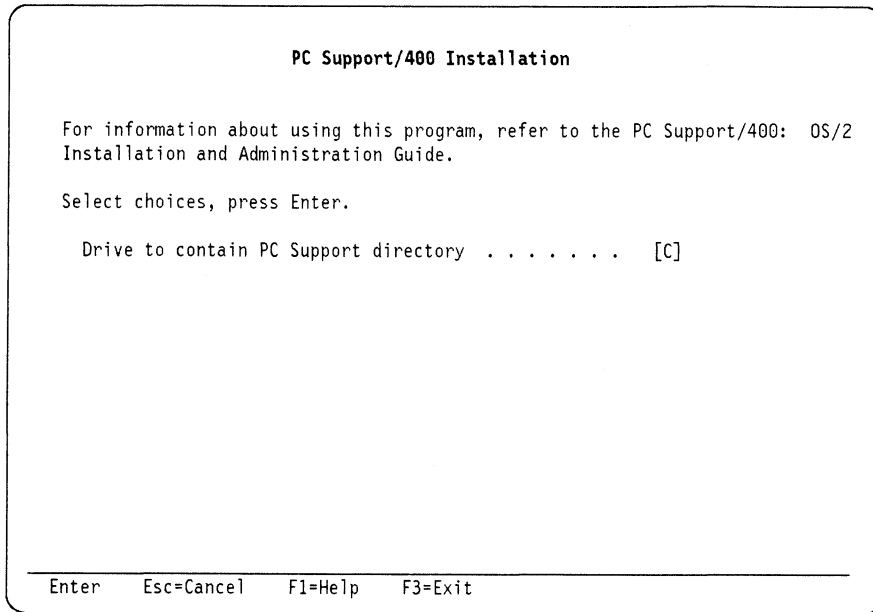 PC Support/400 Installation
For information about using this program, refer to the PC Support/400: OS/2
Installation and Administration Guide.
Select choices, press Enter.
Drive to contain PC Support directory . . . . . . . [C]
Enter Esc=Cancel F1=Help F3=Exit